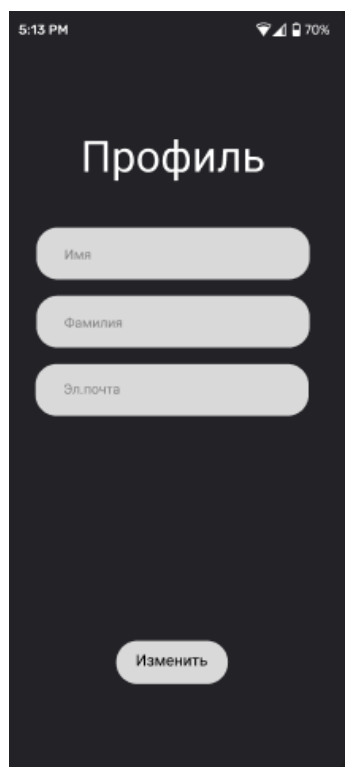 5:13 PM 70%
Профиль
Имя
Фамилия
Эл.почта
Изменить